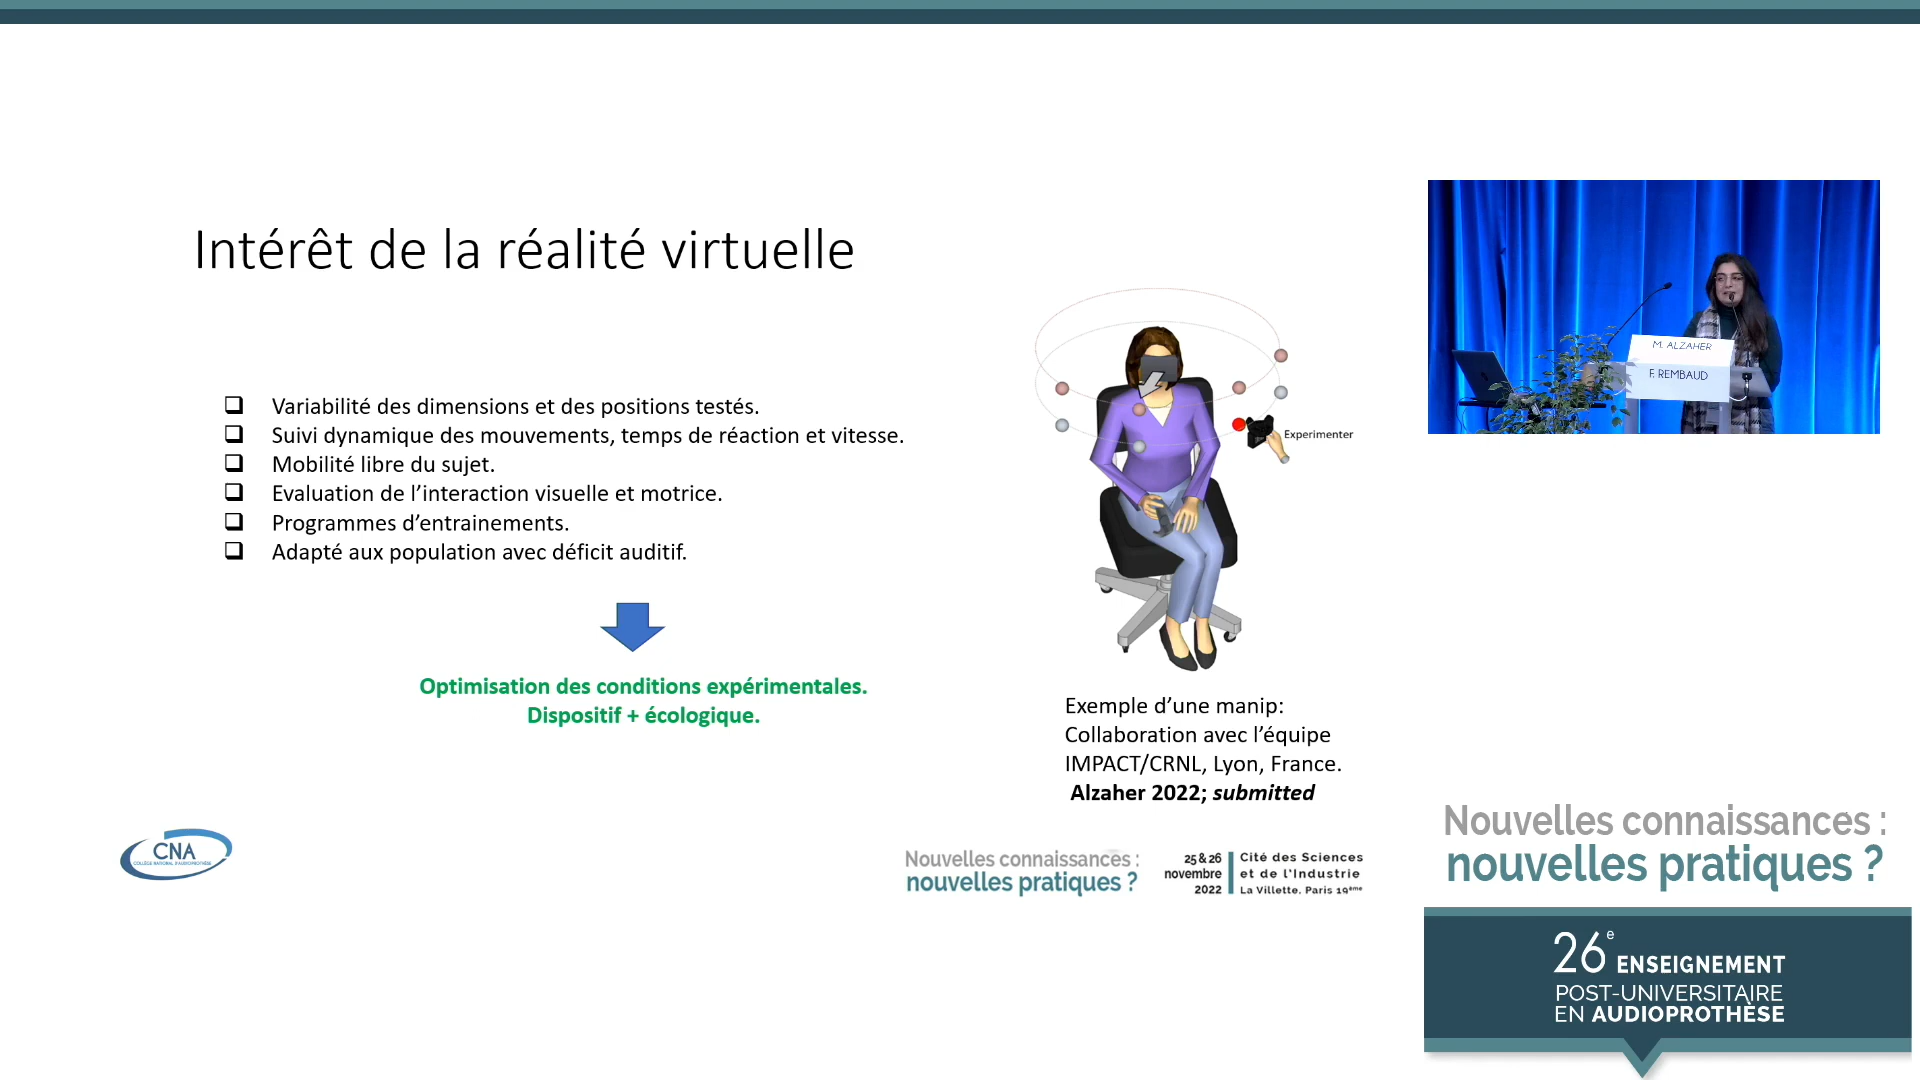 Intérêt de la réalité virtuelle
Variabilité des dimensions et des positions testés.
Suivi dynamique des mouvements, temps de réaction et vitesse.
Mobilité libre du sujet.
Evaluation de l’interaction visuelle et motrice.
Programmes d’entrainements.
Adapté aux population avec déficit auditif.
Optimisation des conditions expérimentales.
Dispositif + écologique.
Experimenter
Exemple d’une manip:
Collaboration avec l’équipe
IMPACT/CRNL, Lyon, France.
Alzaher 2022; submitted
CNA
COLLÈGE NATIONAL D'AUDIOPROTHÈSE
Nouvelles connaissances :
nouvelles pratiques ?
25 & 26
novembre
2022
Cité des Sciences
et de l'Industrie
La Villette, Paris 19ème
M. ALZAHER
F. REMBAUD
Nouvelles connaissances :
nouvelles pratiques ?
26e ENSEIGNEMENT
POST-UNIVERSITAIRE
EN AUDIOPROTHÈSE